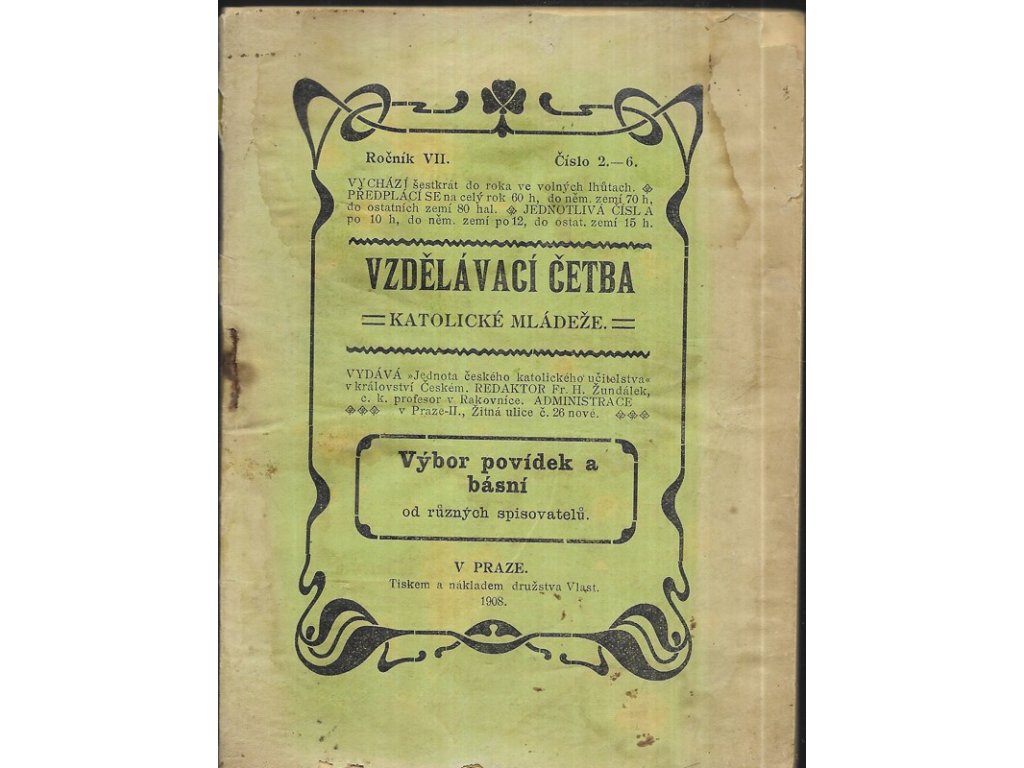 Ročník VII. Číslo 2.—6.
VYCHÁZÍ šestkrát do roka ve volných lhůtách.
PŘEDPLÁCÍ SE na celý rok 60 h, do něm. zemí 70 h,
do ostatních zemí 80 hal. JEDNOTLIVÁ ČÍSLA
po 10 h, do něm. zemí po 12, do ostat. zemí 15 h.
VZDĚLÁVACÍ ČETBA
KATOLICKÉ MLÁDEŽE.
VYDÁVÁ »Jednota českého katolického učitelstva«
v království Českém. REDAKTOR Fr. H. Žundálek,
c. k. profesor v Rakovníce. ADMINISTRACE
v Praze-II., Žitná ulice č. 26 nové.
Výbor povídek a
básní
od různých spisovatelů.
V PRAZE.
Tiskem a nákladem družstva Vlast.
1908.